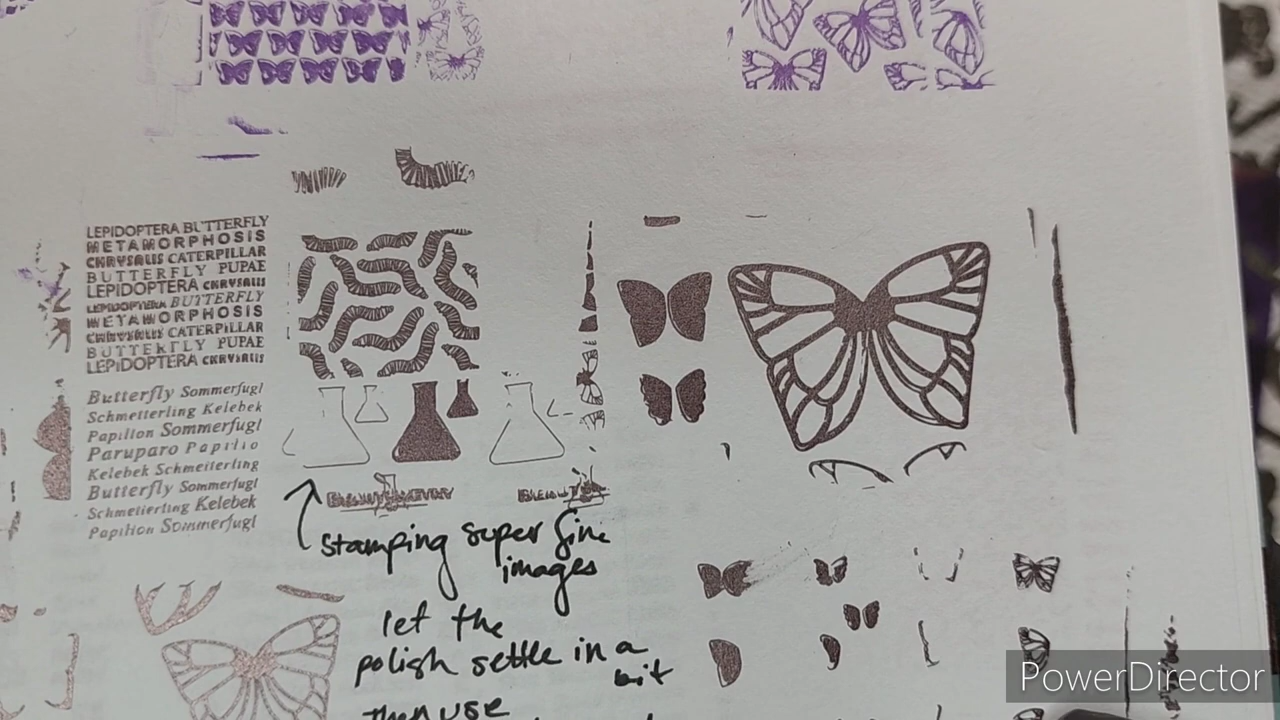 LEPIDOPTERA BUTTERFLY
METAMORPHOSIS
CHRYSALIS CATERPILLAR
BUTTERFLY PUPAE
LEPIDOPTERA CHRYSALIS
LEPIDOPTERA BUTTERFLY
METAMORPHOSIS
CHRYSALIS CATERPILLAR
BUTTERFLY PUPAE
LEPIDOPTERA CHRYSALIS
Butterfly Sommerfugl
Schmetterling Kelebek
Papilion Sommerfugl
Paruparo Papilio
Kelebek Schmetterling
Butterfly Sommerfugl
Schmetterling Kelebek
Papilion Sommerfugl
stamping super fine
images
let the
polish settle in a
bit
then use
PowerDirector